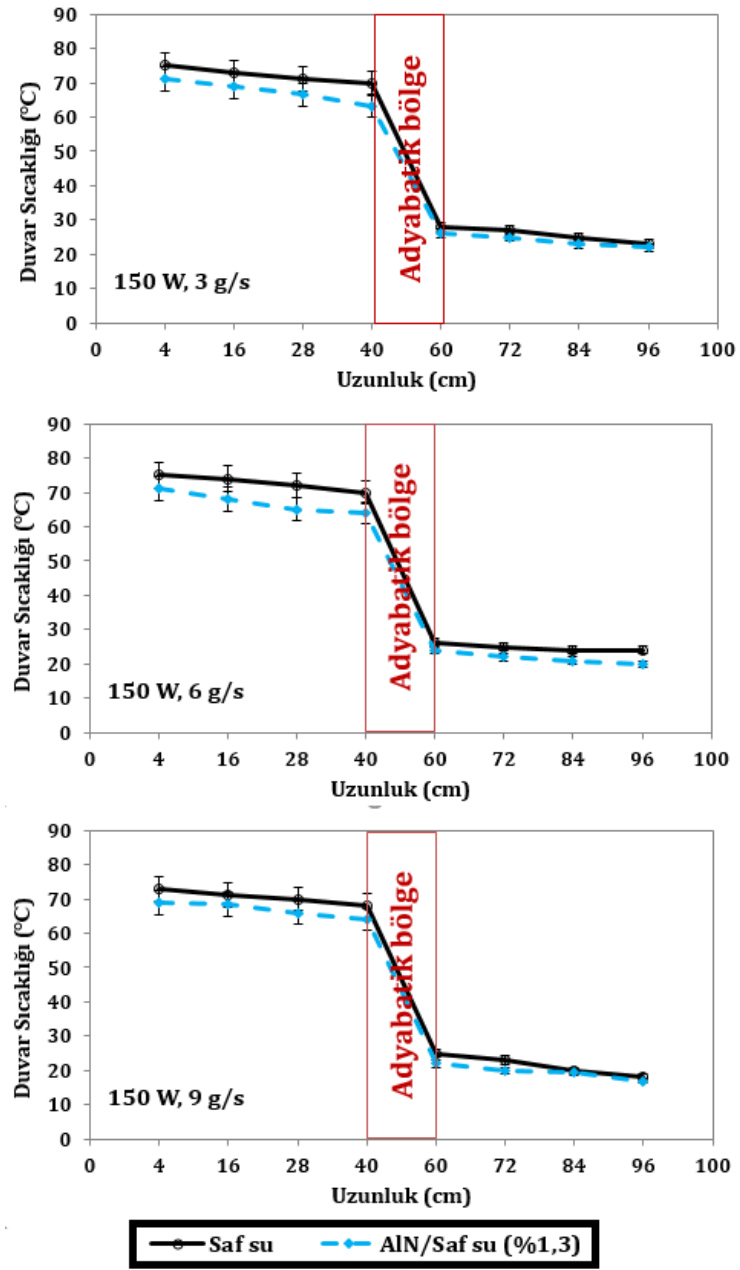 90
80
70
60
50
40
30
20
10
0
Duvar Sıcaklığı (°C)
Adyabatik bölge
150 W, 3 g/s
0 4 16 28 40 60 72 84 96 100
Uzunluk (cm)
90
80
70
60
50
40
30
20
10
0
Duvar Sıcaklığı (°C)
Adyabatik bölge
150 W, 6 g/s
0 4 16 28 40 60 72 84 96 100
Uzunluk (cm)
90
80
70
60
50
40
30
20
10
0
Duvar Sıcaklığı (°C)
Adyabatik bölge
150 W, 9 g/s
0 4 16 28 40 60 72 84 96 100
Uzunluk (cm)
Saf su AlN/Saf su (%1,3)